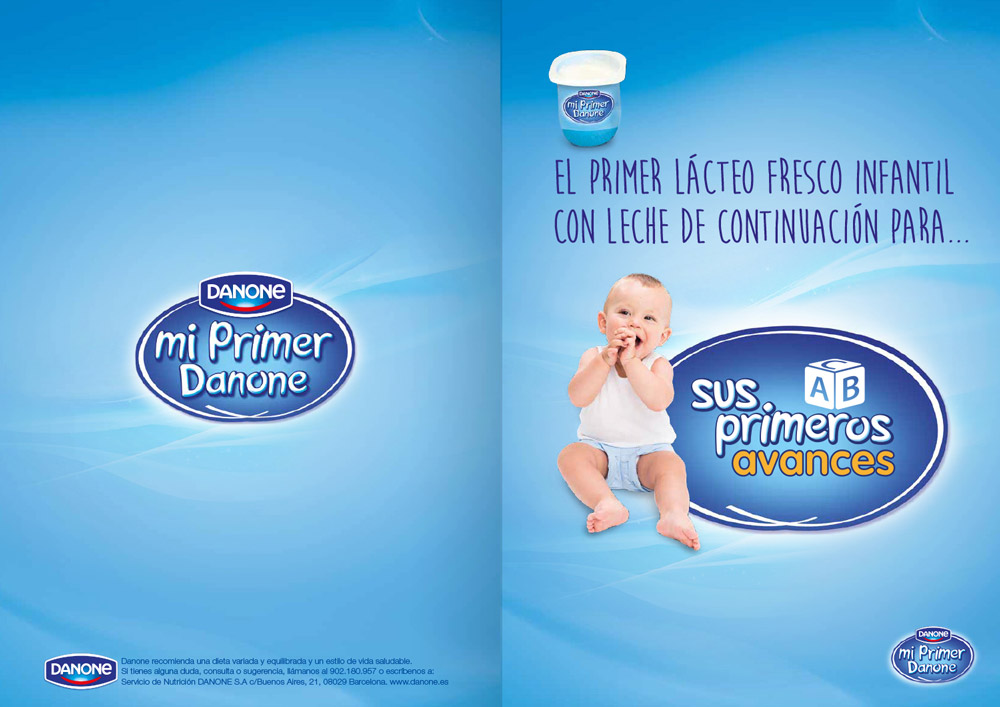 DANONE
mi Primer
Danone
DANONE
Danone recomienda una dieta variada y equilibrada y un estilo de vida saludable.
Si tienes alguna duda, consulta o sugerencia, llámanos al 902.180.957 o escríbenos a:
Servicio de Nutrición DANONE S.A c/Buenos Aires, 21, 08029 Barcelona. www.danone.es
DANONE
mi Primer
Danone
EL PRIMER LÁCTEO FRESCO INFANTIL
CON LECHE DE CONTINUACIÓN PARA...
C
A B
sus
primeros
avances
DANONE
mi Primer
Danone